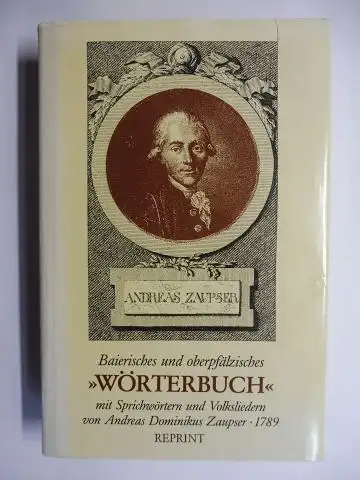 ANDREAS ZAUPSER
Baierisches und oberpfälzisches
»WÖRTERBUCH«
mit Sprichwörtern und Volksliedern
von Andreas Dominikus Zaupser · 1789
REPRINT